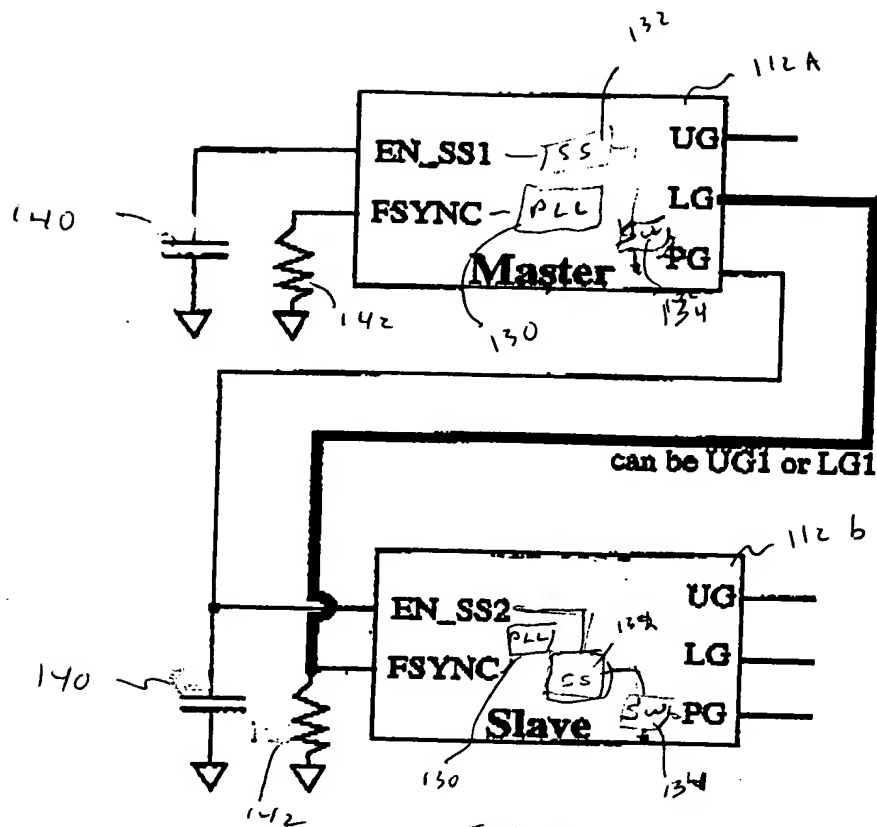 132
112A
EN_SS1
SS
UG
140
FSYNC
PLL
LG
SW
PG
Master
142
130
134
can be UG1 or LG1
112b
EN_SS2
UG
PLL
FSYNC
SS
LG
140
SW
PG
Slave
130
134
142